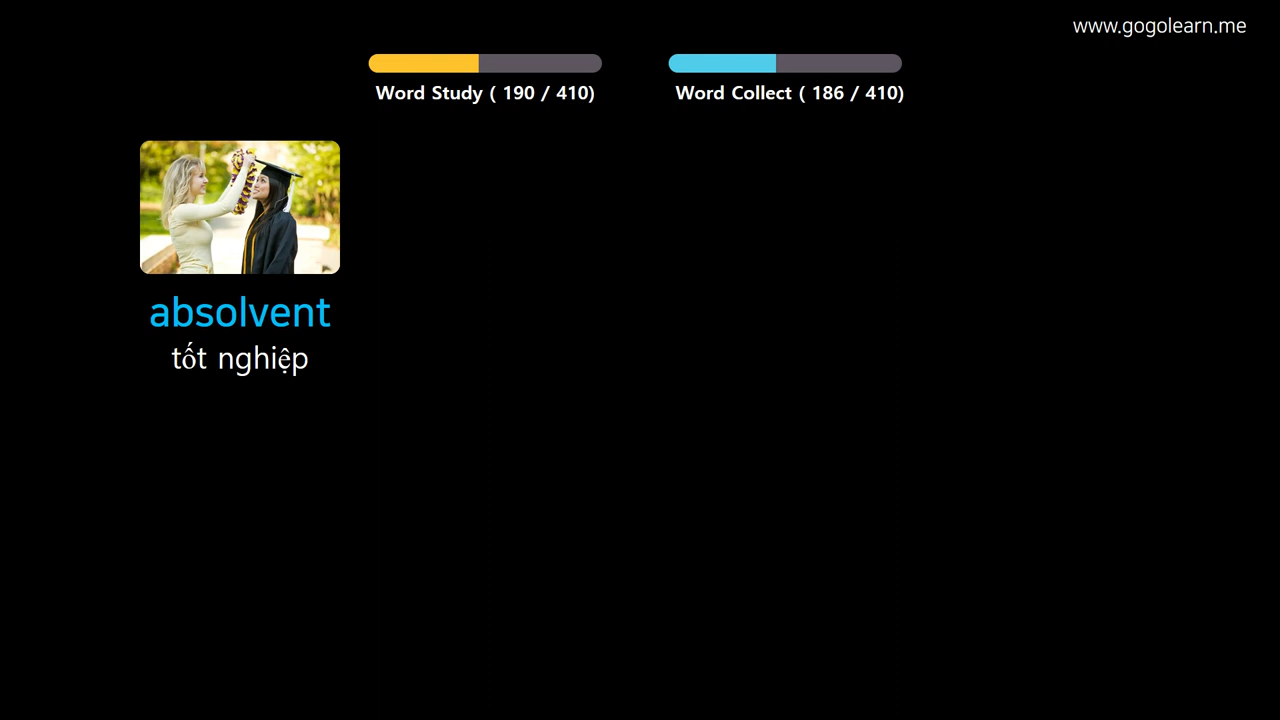 www.gogolearn.me
Word Study ( 190 / 410)
Word Collect ( 186 / 410)
absolvent
tốt nghiệp